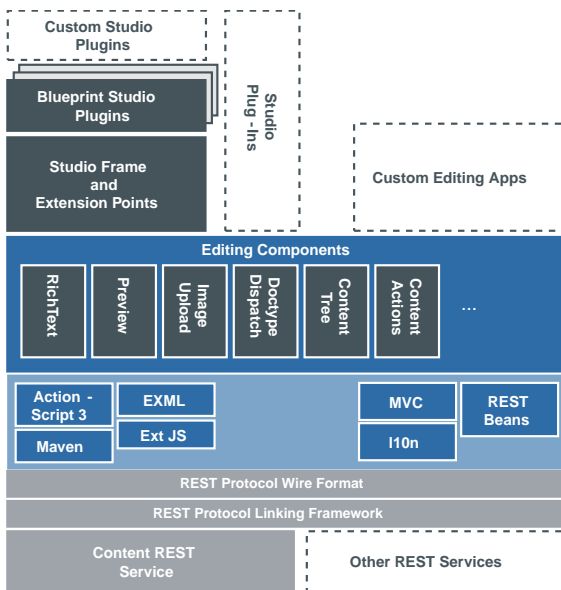 Custom Studio
Plugins
Blueprint Studio
Plugins
Studio Frame
and
Extension Points
Studio
Plug -Ins
Custom Editing Apps
Editing Components
RichText
Preview
Image
Upload
Doctype
Dispatch
Content
Tree
Content
Actions
...
Action -
Script 3
Maven
EXML
Ext JS
MVC
l10n
REST
Beans
REST Protocol Wire Format
REST Protocol Linking Framework
Content REST
Service
Other REST Services